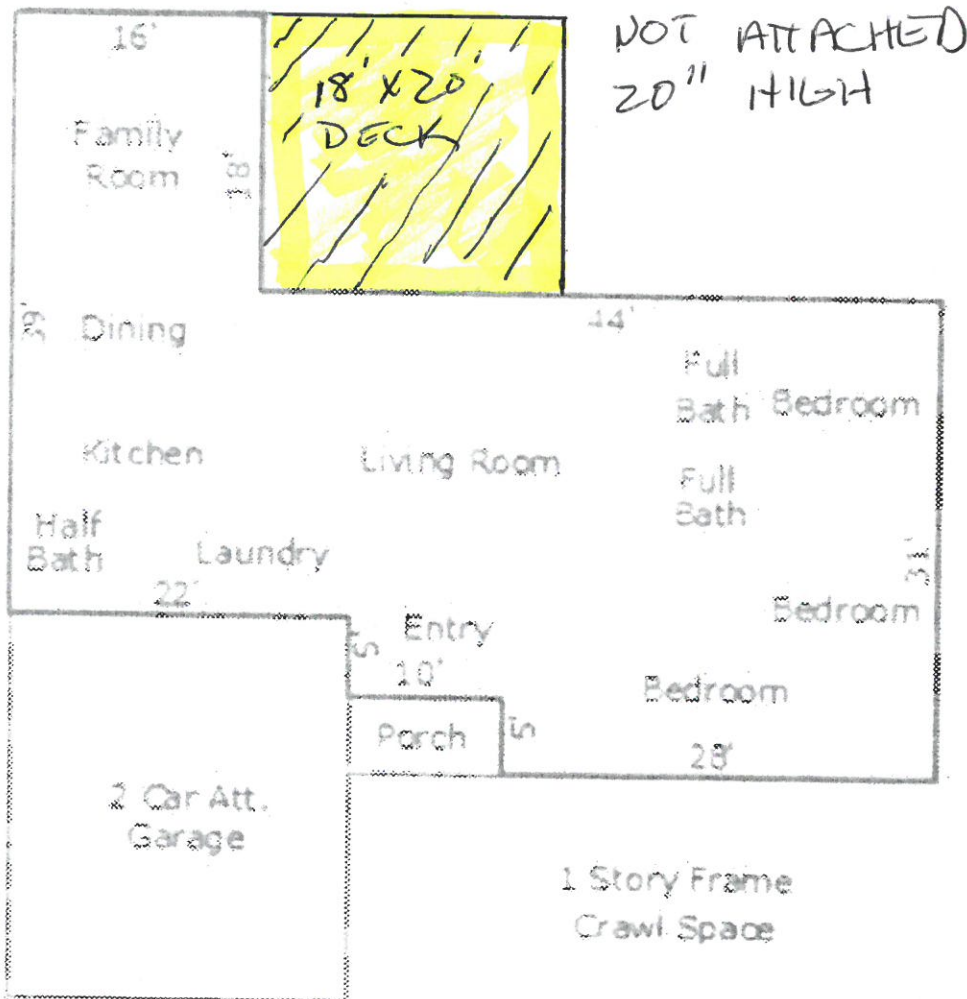 NOT ATTACHED
20" HIGH
16'
18' X 20'
DECK
Family
Room
18'
Dining
44'
Full
Bath
Bedroom
Kitchen
Living Room
Full
Bath
Half
Bath
Laundry
31'
22'
Entry
5'
10'
Bedroom
Bedroom
Porch
5'
28'
2 Car Att.
Garage
1 Story Frame
Crawl Space